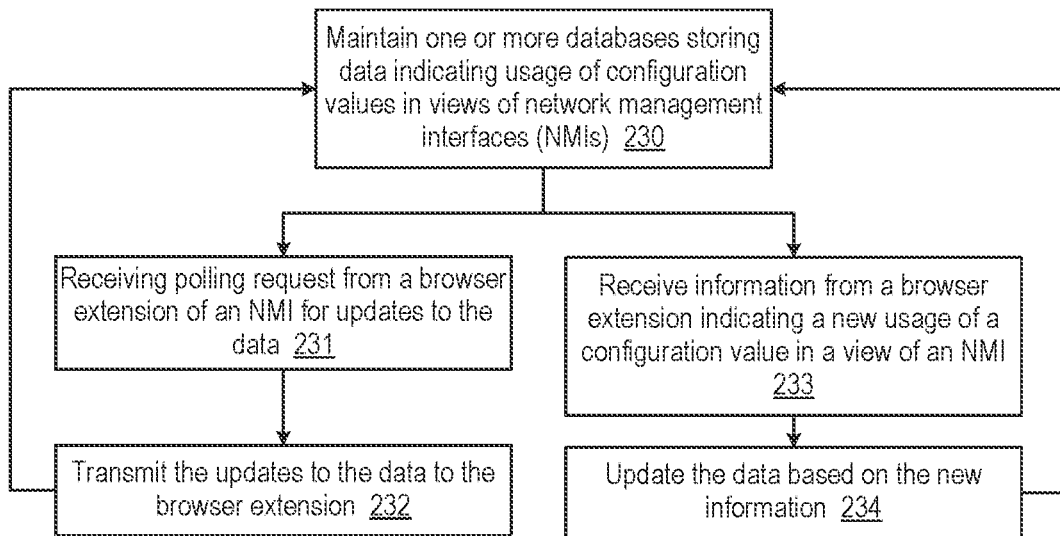 Maintain one or more databases storing
data indicating usage of configuration
values in views of network management
interfaces (NMIs) 230
Receiving polling request from a browser
extension of an NMI for updates to the
data 231
Transmit the updates to the data to the
browser extension 232
Receive information from a browser
extension indicating a new usage of a
configuration value in a view of an NMI
233
Update the data based on the new
information 234